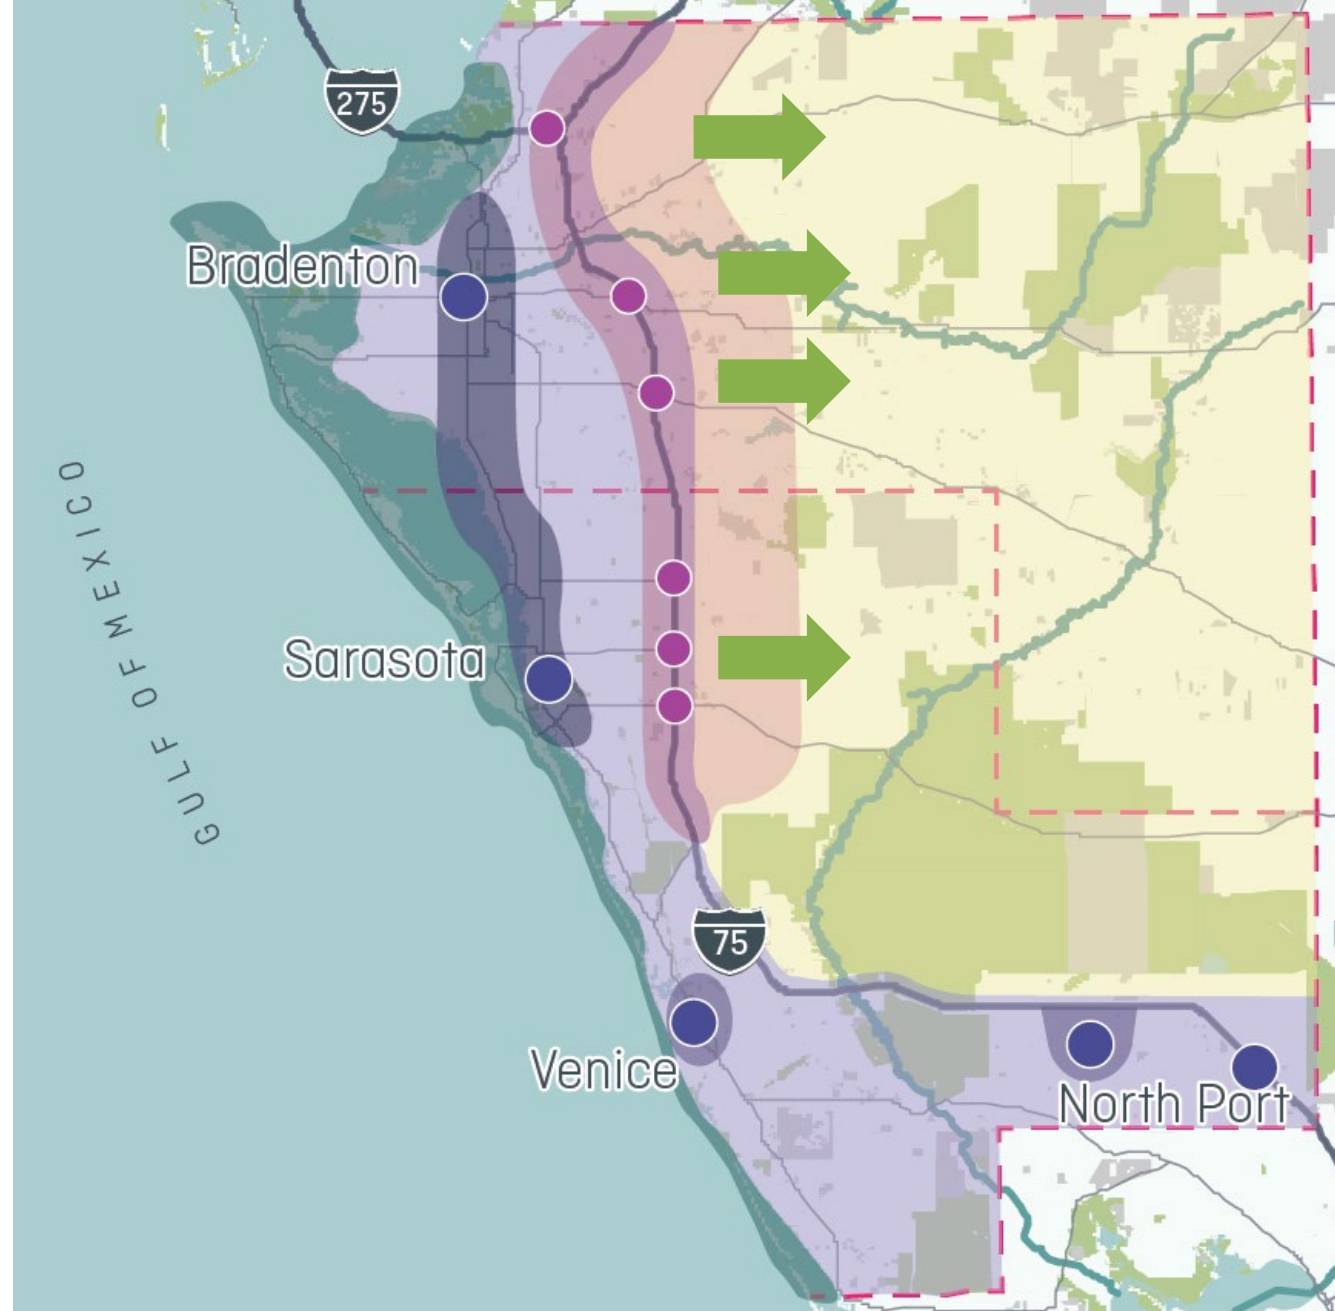 275
Bradenton
GULF OF MEXICO
Sarasota
75
Venice
North Port